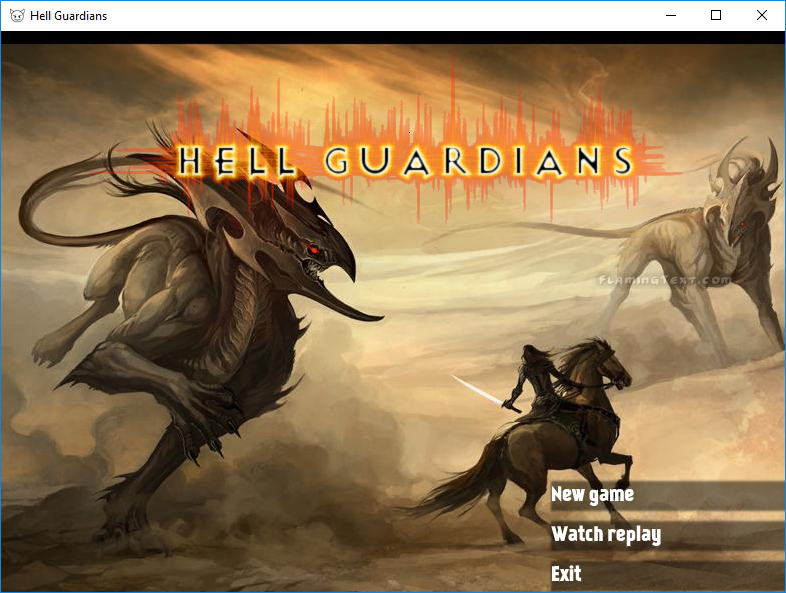 Hell Guardians
HELL GUARDIANS
FLAMINGTEXT.COM
New game
Watch replay
Exit